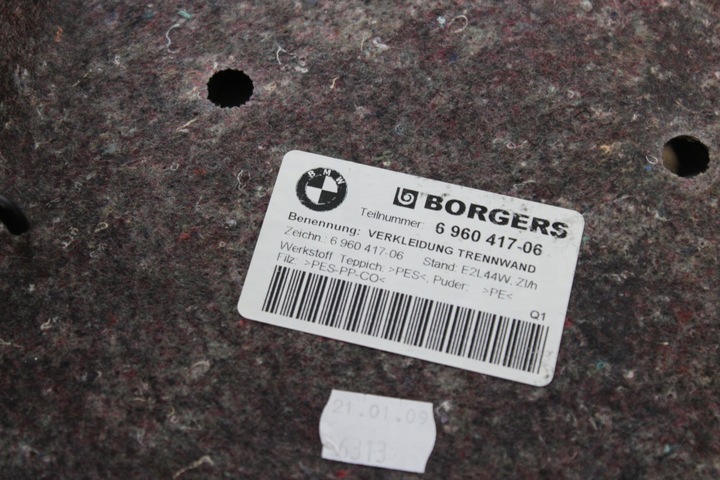 BMW
BORGERS
Teilnummer: 6 960 417-06
Benennung: VERKLEIDUNG TRENNWAND
Zeichn.: 6 960 417-06 Stand: E2L44W, ZI/h
Werkstoff Teppich: >PES<, Puder: >PE<
Filz: >PES-PP-CO<
Q1
21.01.09
6313